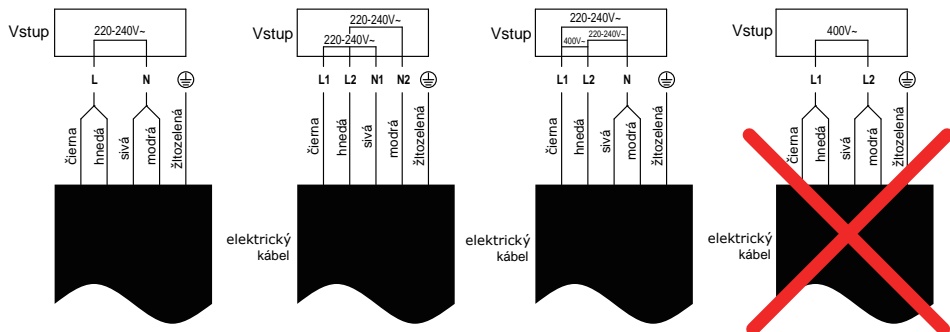 Vstup
220-240V~
L N
čierna
hnedá
sivá
modrá
žltozelená
Vstup
220-240V~
220-240V~
L1 L2 N1 N2
čierna
hnedá
sivá
modrá
žltozelená
elektrický
kábel
Vstup
220-240V~
400V~ 220-240V~
L1 L2 N
čierna
hnedá
sivá
modrá
žltozelená
elektrický
kábel
Vstup
400V~
L1 L2
čierna
hnedá
sivá
modrá
žltozelená
elektrický
kábel